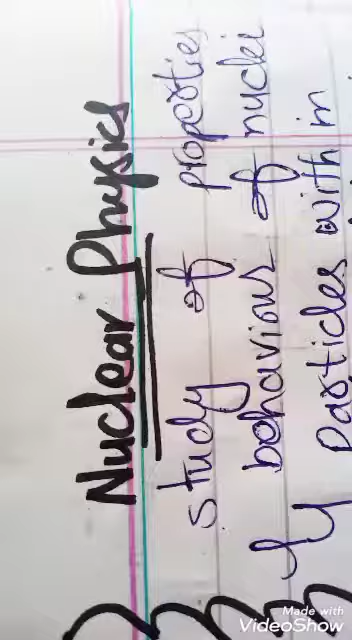 Nuclear Physics
study of properties
behaviour of nuclei
Particles with in
Made with
VideoShow